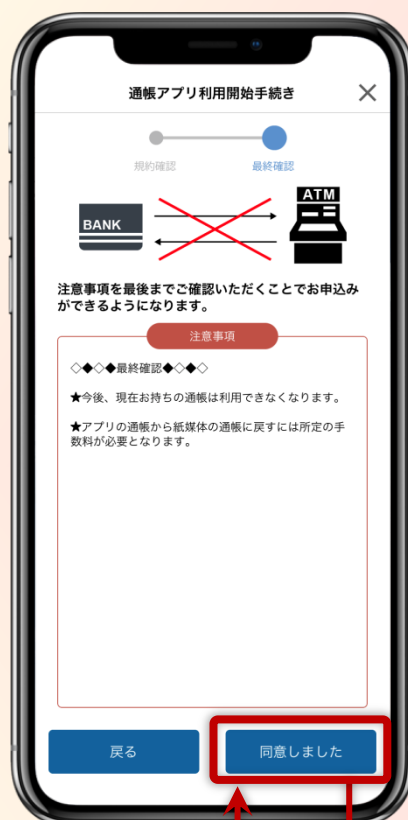 通帳アプリ利用開始手続き
規約確認
最終確認
BANK
ATM
注意事項を最後までご確認いただくことでお申込み
ができるようになります。
注意事項
◇◆◇◆最終確認◆◇◆◇
★今後、現在お持ちの通帳は利用できなくなります。
★アプリの通帳から紙媒体の通帳に戻すには所定の手
数料が必要となります。
戻る
同意しました